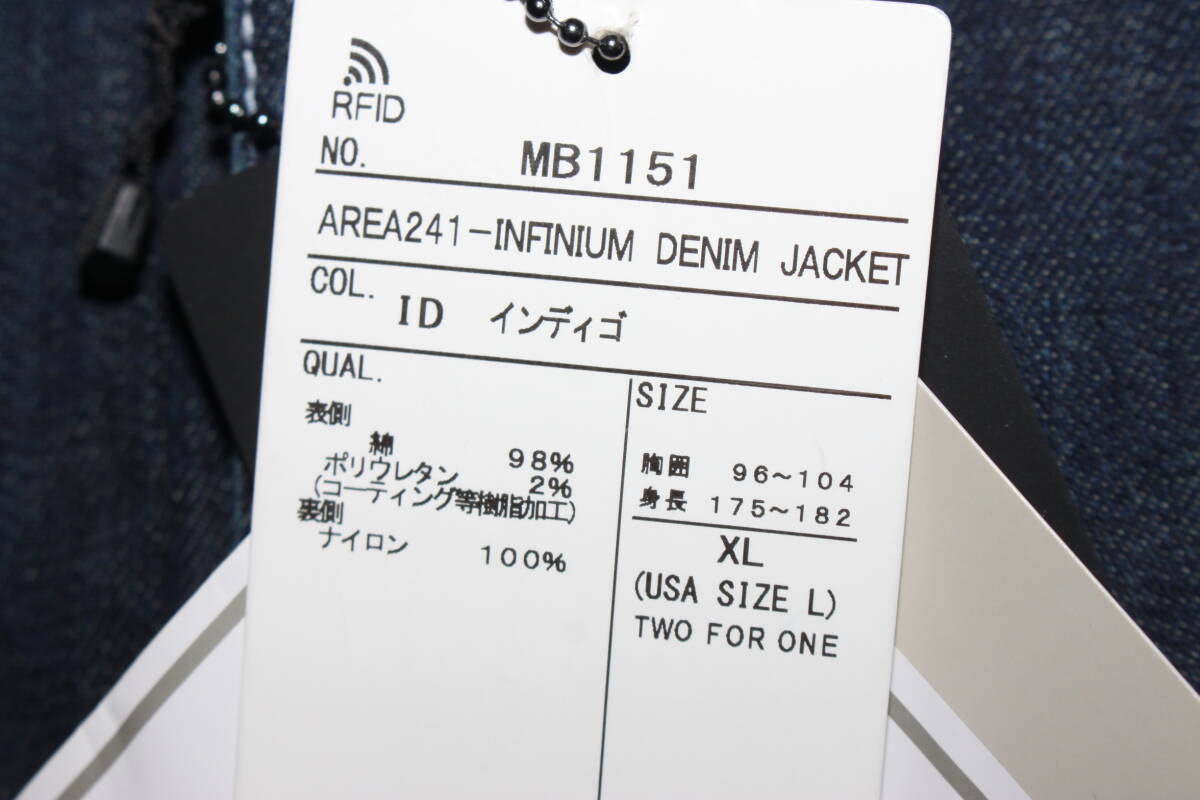 RFID
NO. MB1151
AREA241-INFINIUM DENIM JACKET
COL. ID インディゴ
QUAL.
表側
綿 98%
ポリウレタン 2%
(コーティング等樹脂加工)
表側
ナイロン 100%
SIZE
胸囲 96~104
身長 175~182
XL
(USA SIZE L)
TWO FOR ONE